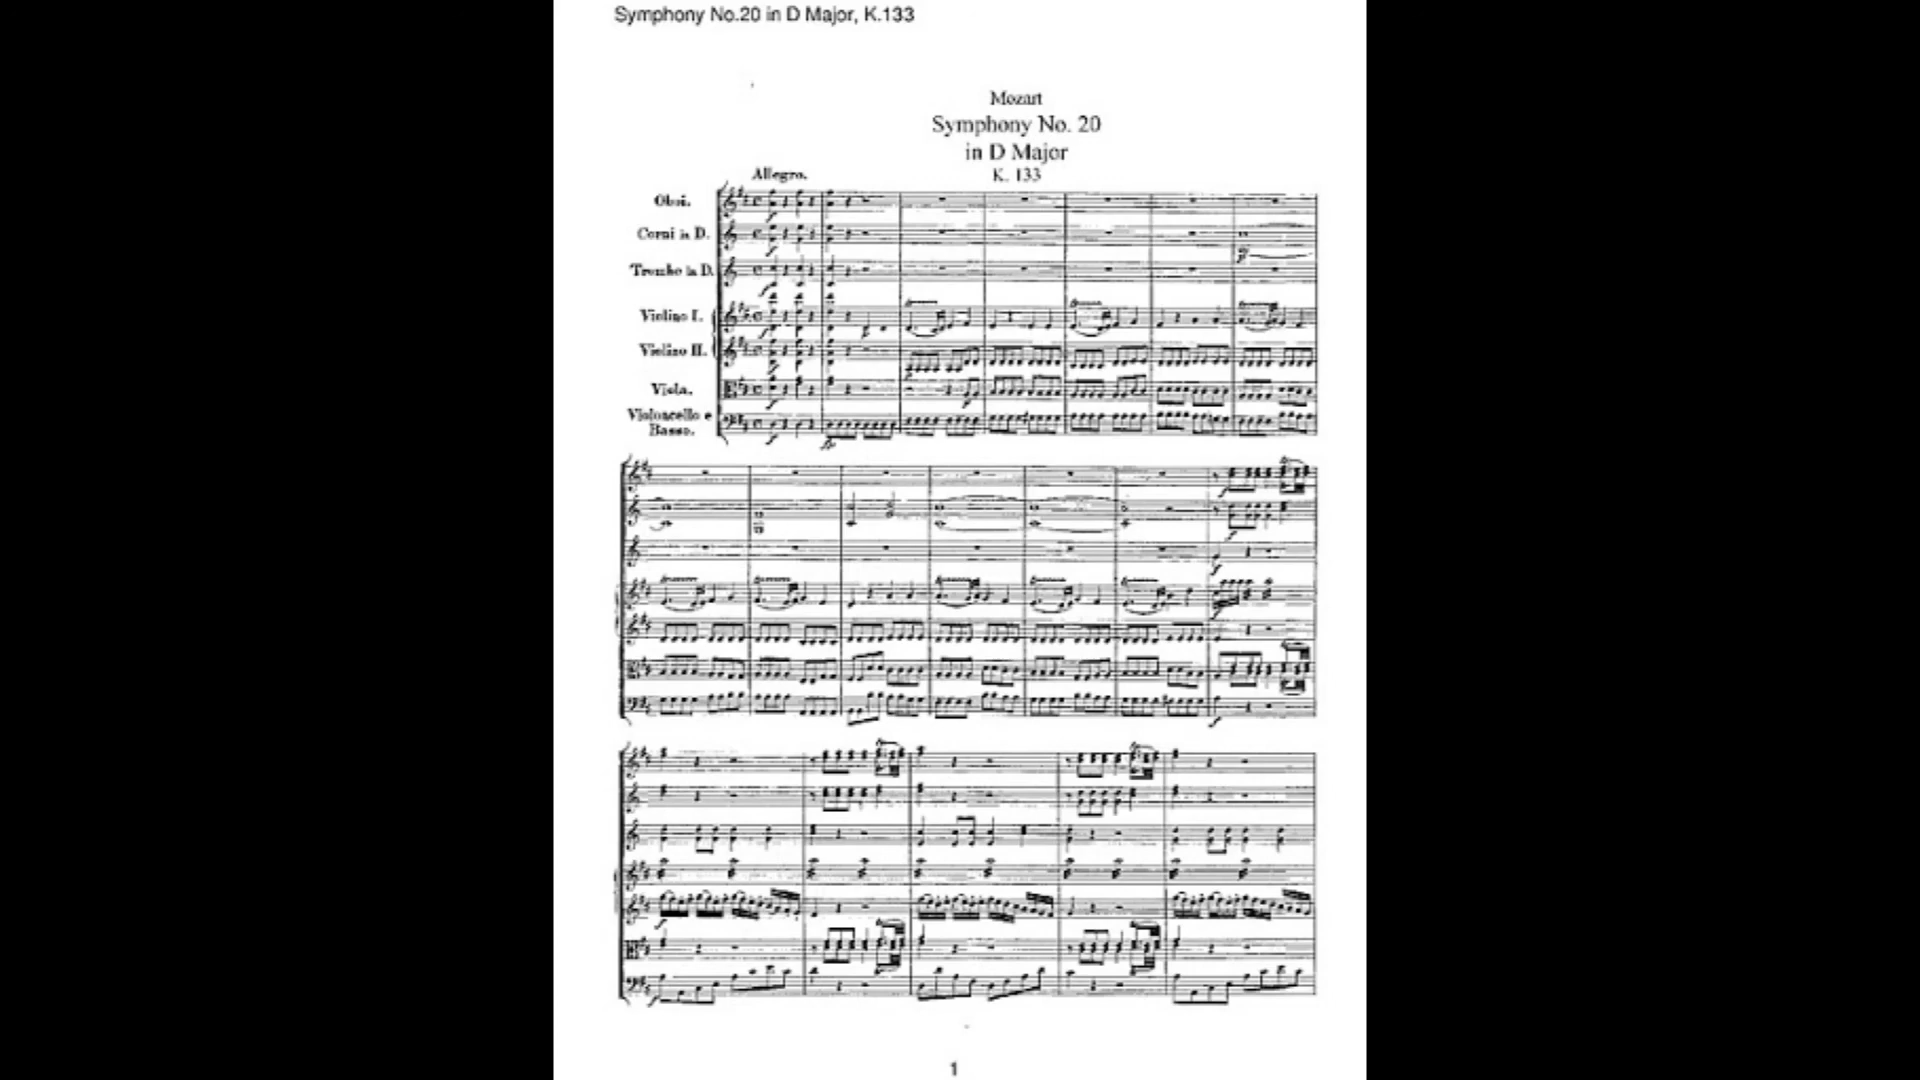 Symphony No.20 in D Major, K.133
Mozart
Symphony No. 20
in D Major
K. 133
Allegro.
Oboi.
Corni in D.
Trombe in D.
Violino I.
Violino II.
Viola.
Violoncello e
Basso.
1